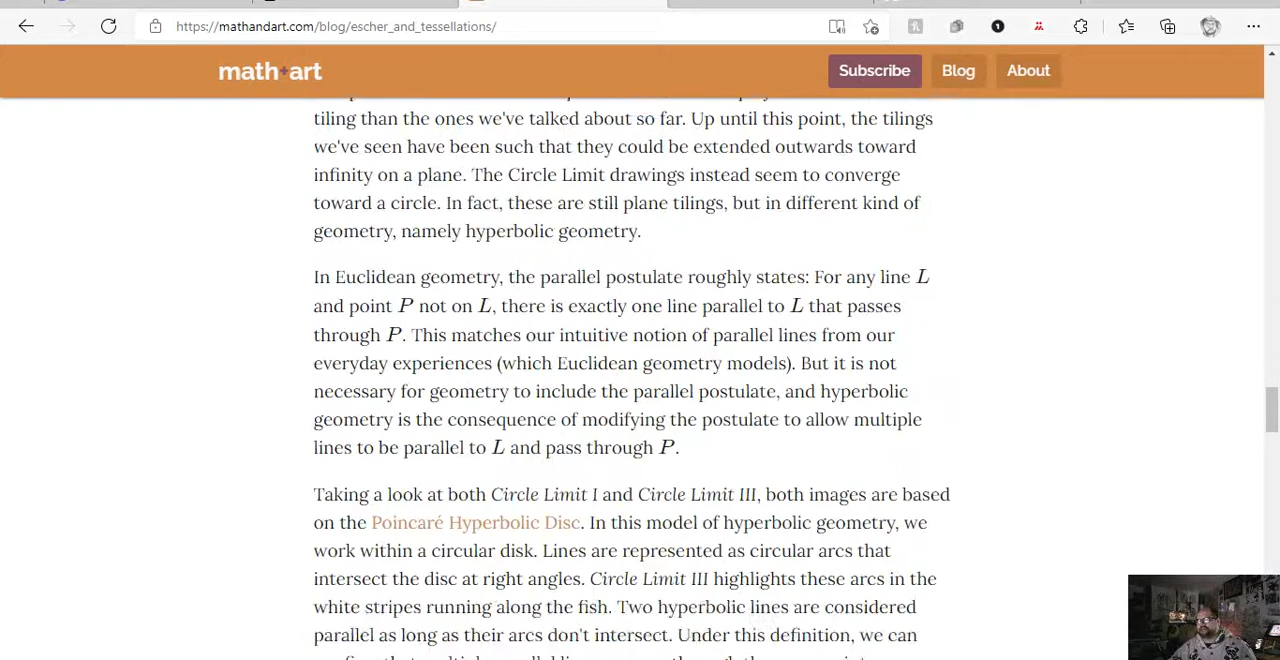 https://mathandart.com/blog/escher_and_tessellations/
math+art
Subscribe
Blog
About
tiling than the ones we've talked about so far. Up until this point, the tilings
we've seen have been such that they could be extended outwards toward
infinity on a plane. The Circle Limit drawings instead seem to converge
toward a circle. In fact, these are still plane tilings, but in different kind of
geometry, namely hyperbolic geometry.
In Euclidean geometry, the parallel postulate roughly states: For any line L
and point P not on L, there is exactly one line parallel to L that passes
through P. This matches our intuitive notion of parallel lines from our
everyday experiences (which Euclidean geometry models). But it is not
necessary for geometry to include the parallel postulate, and hyperbolic
geometry is the consequence of modifying the postulate to allow multiple
lines to be parallel to L and pass through P.
Taking a look at both Circle Limit I and Circle Limit III, both images are based
on the Poincaré Hyperbolic Disc. In this model of hyperbolic geometry, we
work within a circular disk. Lines are represented as circular arcs that
intersect the disc at right angles. Circle Limit III highlights these arcs in the
white stripes running along the fish. Two hyperbolic lines are considered
parallel as long as their arcs don't intersect. Under this definition, we can